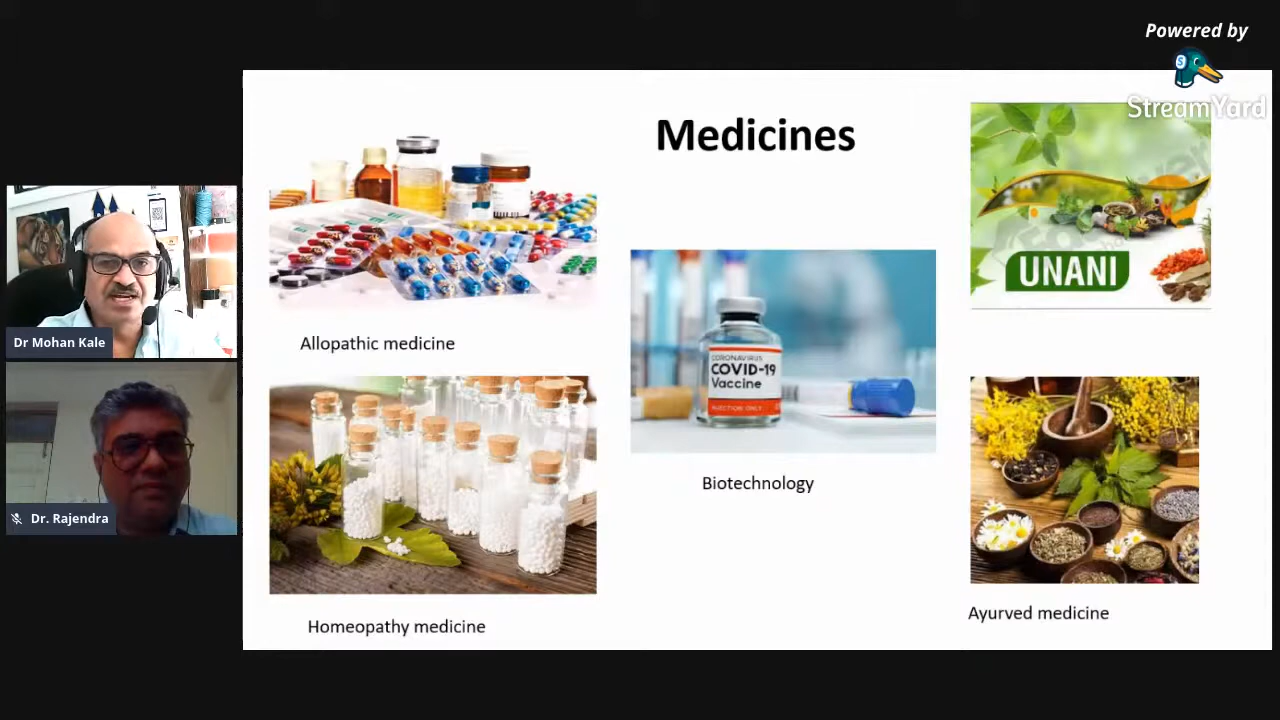 Powered by
StreamYard
Medicines
UNANI
Allopathic medicine
CORONAVIRUS
COVID-19
Vaccine
INJECTION ONLY
Biotechnology
Homeopathy medicine
Ayurved medicine
Dr Mohan Kale
Dr. Rajendra